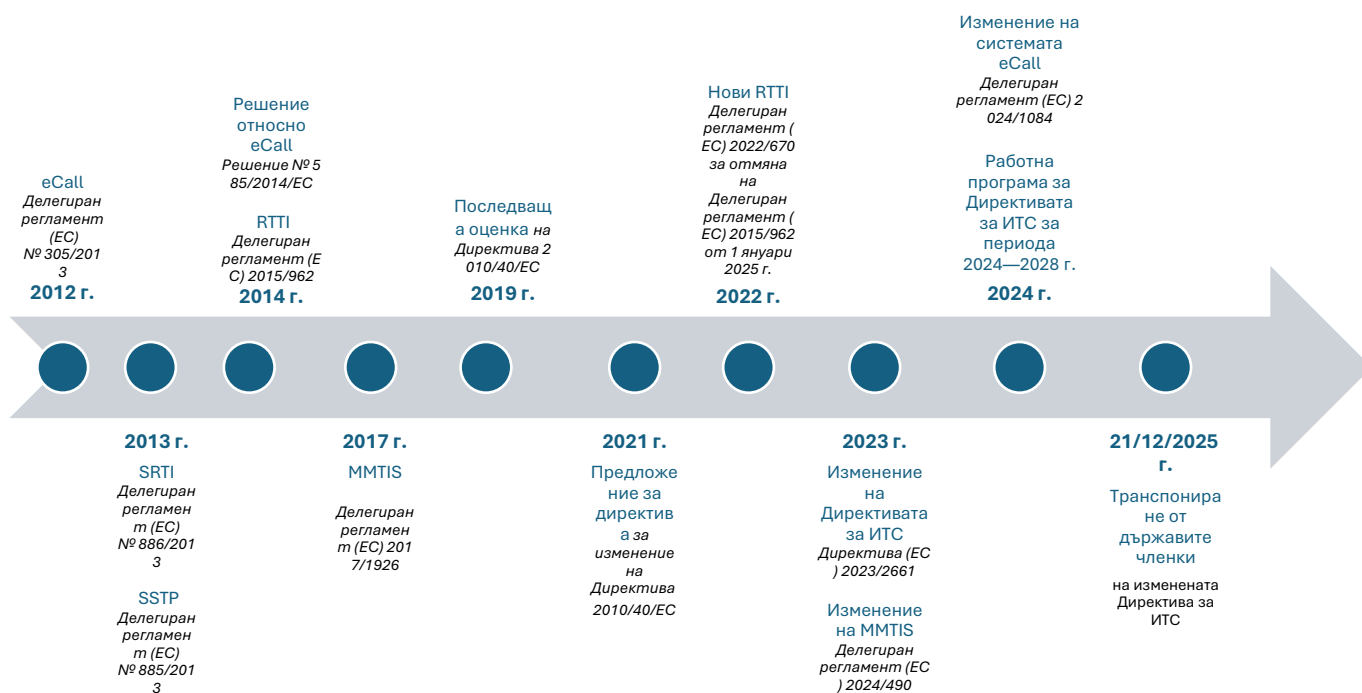 eCall
Делегиран
регламент
(ЕС)
№ 305/201
3
2012 г.
Решение
относно
eCall
Решение № 5
85/2014/ЕС
RTTI
Делегиран
регламент (Е
С) 2015/962
2014 г.
Последващ
а оценка на
Директива 2
010/40/ЕС
2019 г.
Нови RTTI
Делегиран
регламент (
ЕС) 2022/670
за отмяна
на
Делегиран
регламент (
ЕС) 2015/962
от 1 януари
2025 г.
2022 г.
Изменение на
системата
eCall
Делегиран
регламент (ЕС) 2
024/1084
Работна
програма за
Директивата
за ИТС за
периода
2024—2028 г.
2024 г.
2013 г.
SRTI
Делегиран
регламен
т (ЕС)
№ 886/201
3
SSTP
Делегиран
регламен
т (ЕС)
№ 885/201
3
2017 г.
MMTIS
Делегиран
регламен
т (ЕС) 201
7/1926
2021 г.
Предложе
ние за
директив
а за
изменение
на
Директива
2010/40/ЕС
2023 г.
Изменение
на
Директивата
за ИТС
Директива (ЕС
) 2023/2661
Изменение
на MMTIS
Делегиран
регламент (ЕС
) 2024/490
21/12/2025
г.
Транспонира
не от
държавите
членки
на изменената
Директива за
ИТС